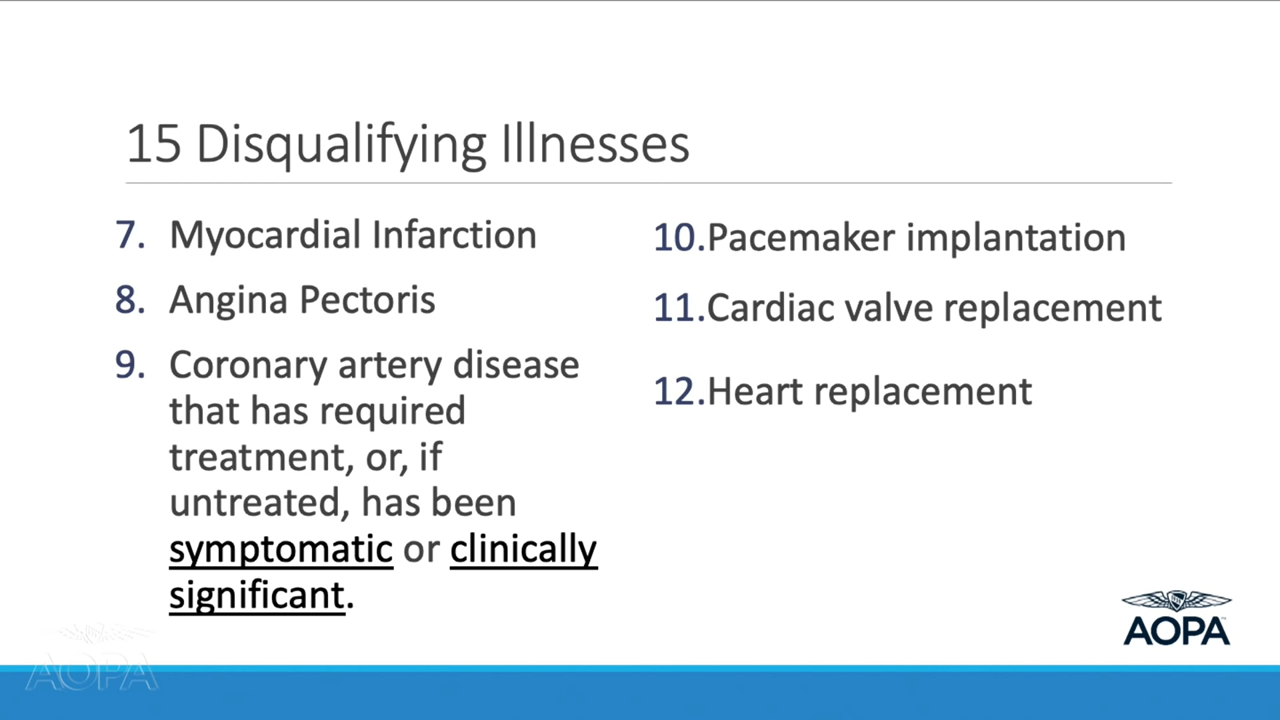 15 Disqualifying Illnesses
7. Myocardial Infarction
8. Angina Pectoris
9. Coronary artery disease
that has required
treatment, or, if
untreated, has been
symptomatic or clinically
significant.
10.Pacemaker implantation
11.Cardiac valve replacement
12.Heart replacement
AOPA
AOPA